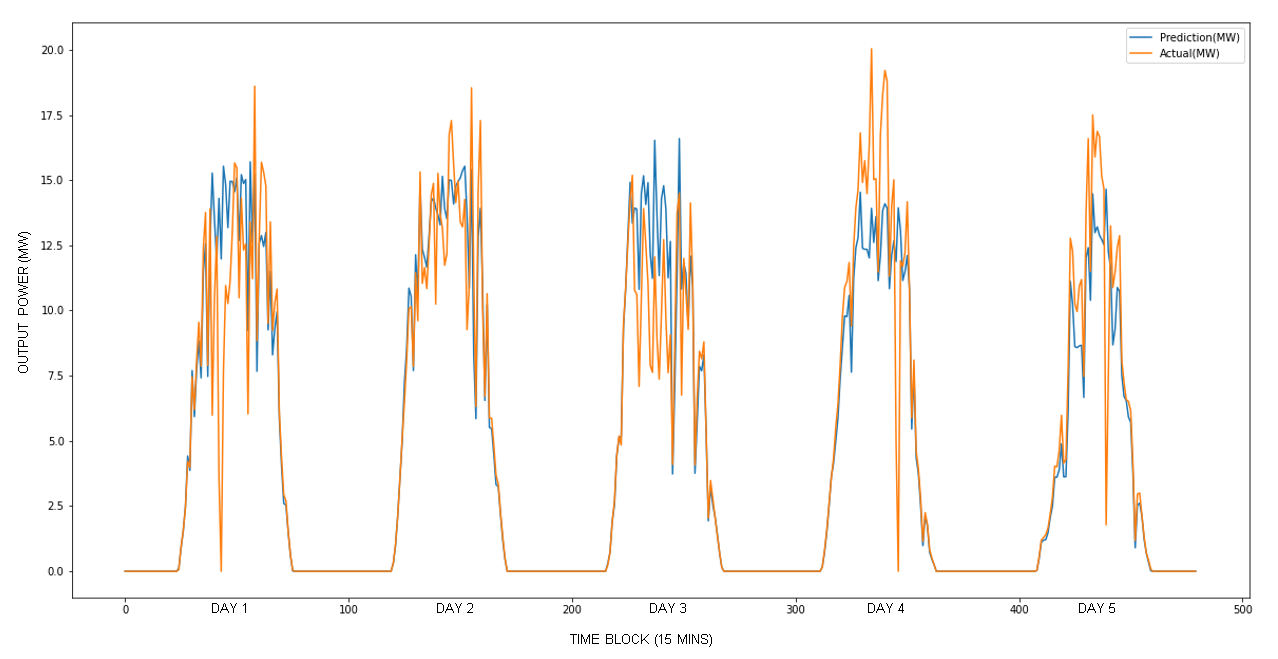 Prediction(MW)
Actual(MW)
20.0
17.5
15.0
12.5
10.0
7.5
5.0
2.5
0.0
OUTPUT POWER (MW)
0
100
200
300
400
500
DAY 1
DAY 2
DAY 3
DAY 4
DAY 5
TIME BLOCK (15 MINS)